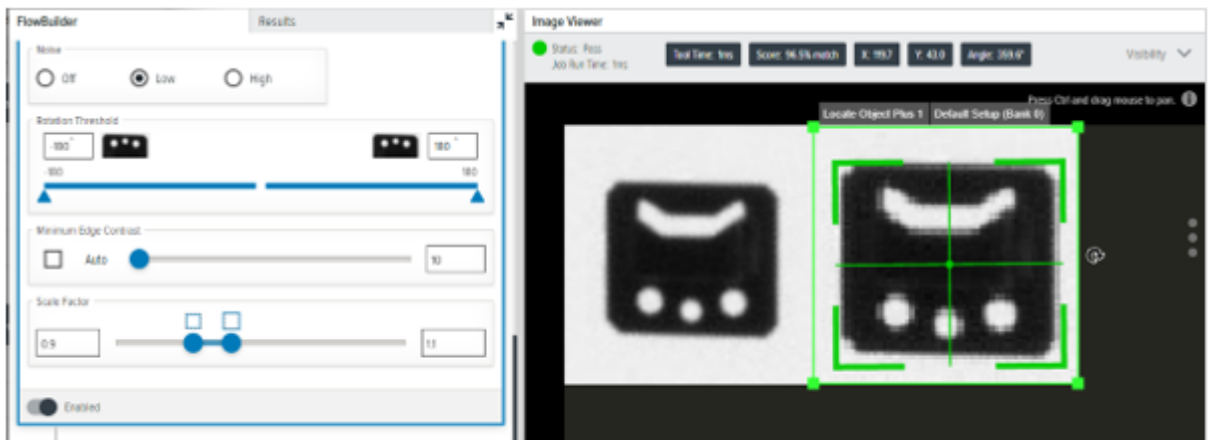 FlowBuilder
Results
Noise
Off
Low
High
Rotation Threshold
-180°
180°
-180
180
Minimum Edge Contrast
Auto
10
Scale Factor
0.9
1.1
Enabled
Image Viewer
Status: Pass
Job Run Time: 1ms
Tool Time: 1ms
Score: 96.5% match
X: 119.7
Y: 43.0
Angle: 359.6°
Visibility
Press Ctrl and drag mouse to pan.
Locate Object Plus 1
Default Setup (Bank 0)